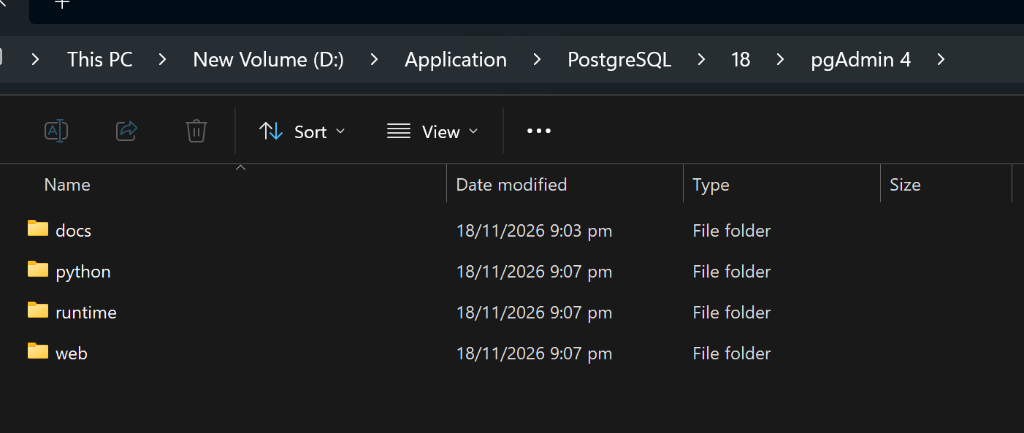 This PC > New Volume (D:) > Application > PostgreSQL > 18 > pgAdmin 4 >
Sort View
Name Date modified Type Size
docs 18/11/2026 9:03 pm File folder
python 18/11/2026 9:07 pm File folder
runtime 18/11/2026 9:07 pm File folder
web 18/11/2026 9:07 pm File folder